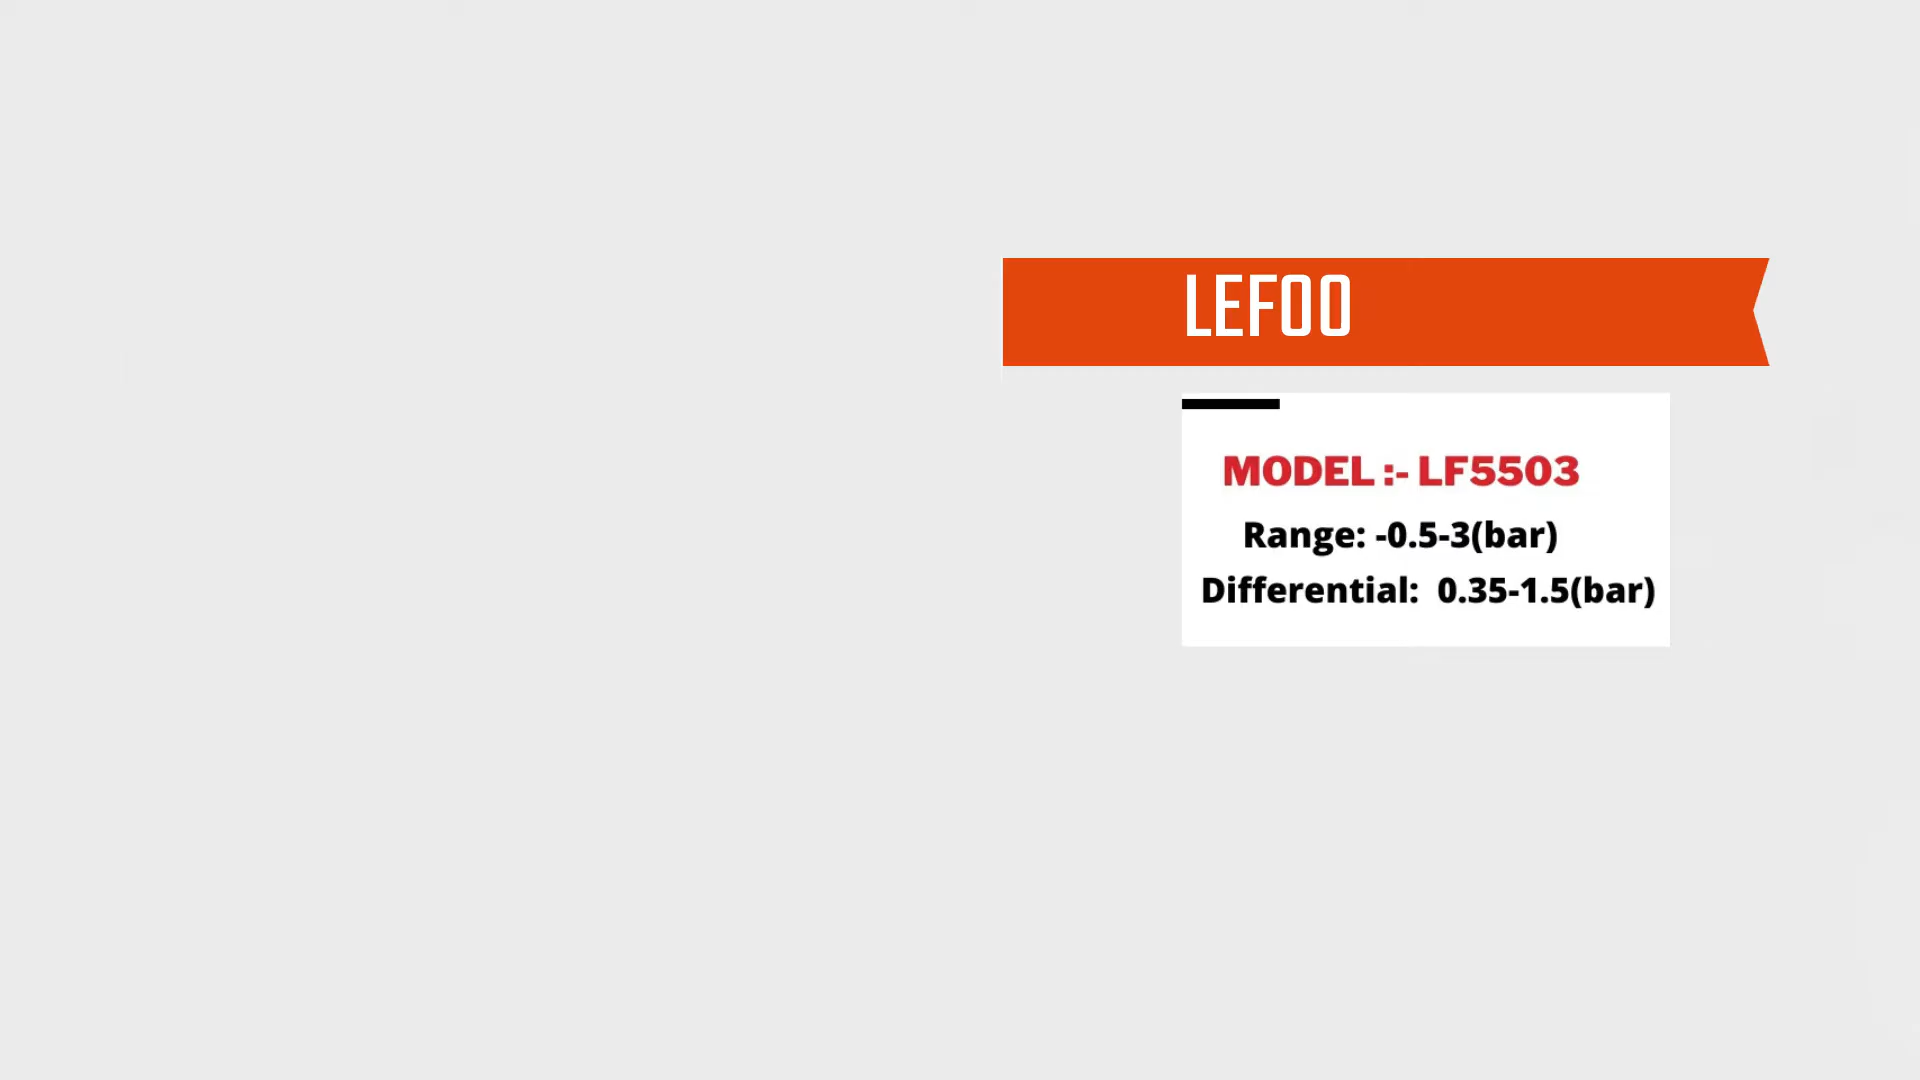 LEFOO
MODEL :- LF5503
Range: -0.5-3(bar)
Differential: 0.35-1.5(bar)